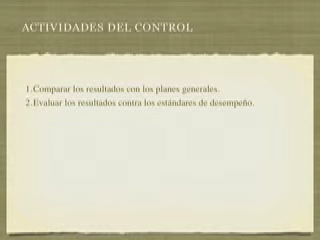 ACTIVIDADES DEL CONTROL
1.Comparar los resultados con los planes generales.
2.Evaluar los resultados contra los estándares de desempeño.